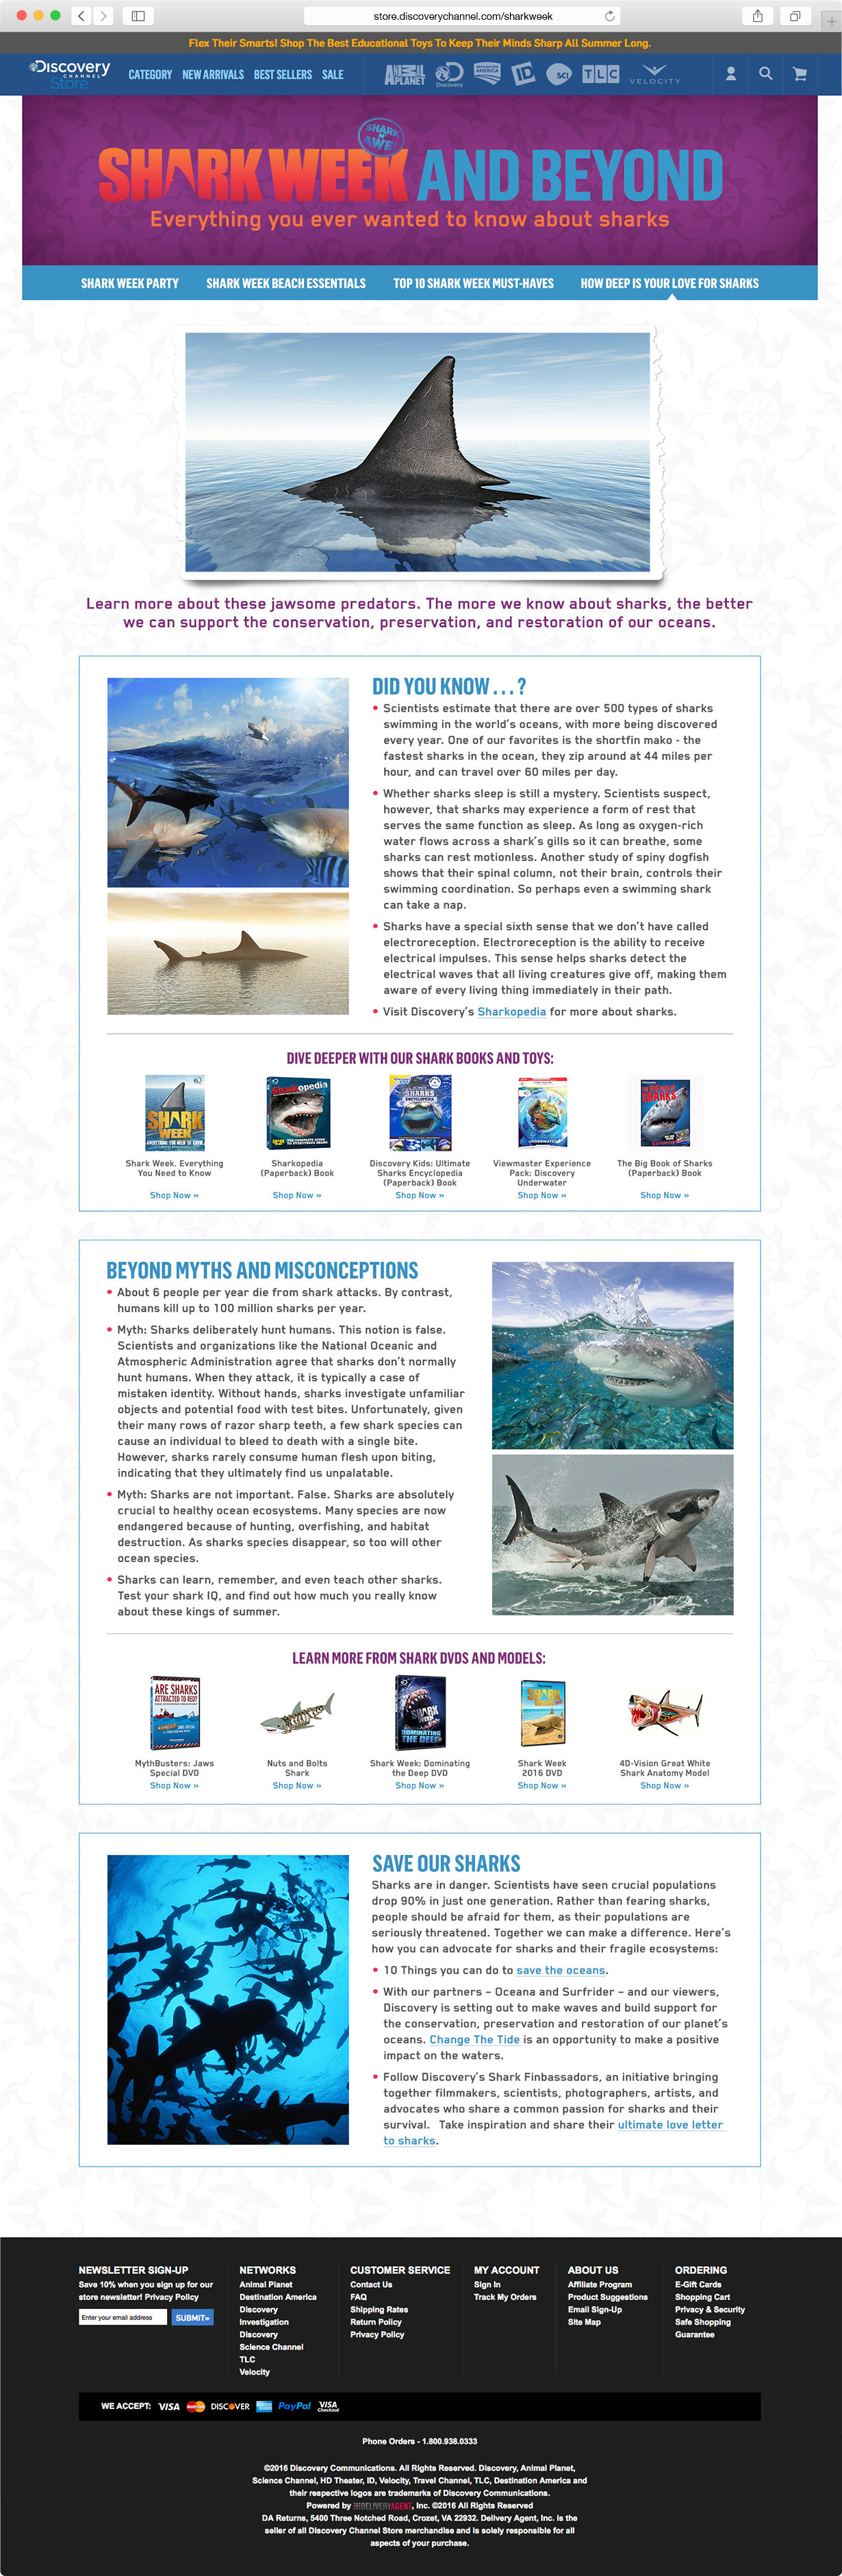 store.discoverychannel.com/sharkweek
Flex Their Smarts! Shop The Best Educational Toys To Keep Their Minds Sharp All Summer Long.
Discovery
CHANNEL
Store
CATEGORY NEW ARRIVALS BEST SELLERS SALE
ANIMAL PLANET
Discovery
DESTINATION AMERICA
ID
SCI
TLC
VELOCITY
SHARK N' AWE!
SHARK WEEK AND BEYOND
Everything you ever wanted to know about sharks
SHARK WEEK PARTY SHARK WEEK BEACH ESSENTIALS TOP 10 SHARK WEEK MUST-HAVES HOW DEEP IS YOUR LOVE FOR SHARKS
Learn more about these jawsome predators. The more we know about sharks, the better
we can support the conservation, preservation, and restoration of our oceans.
DID YOU KNOW . . . ?
• Scientists estimate that there are over 500 types of sharks
swimming in the world's oceans, with more being discovered
every year. One of our favorites is the shortfin mako - the
fastest sharks in the ocean, they zip around at 44 miles per
hour, and can travel over 60 miles per day.
• Whether sharks sleep is still a mystery. Scientists suspect,
however, that sharks may experience a form of rest that
serves the same function as sleep. As long as oxygen-rich
water flows across a shark's gills so it can breathe, some
sharks can rest motionless. Another study of spiny dogfish
shows that their spinal column, not their brain, controls their
swimming coordination. So perhaps even a swimming shark
can take a nap.
• Sharks have a special sixth sense that we don't have called
electroreception. Electroreception is the ability to receive
electrical impulses. This sense helps sharks detect the
electrical waves that all living creatures give off, making them
aware of every living thing immediately in their path.
• Visit Discovery's Sharkopedia for more about sharks.
DIVE DEEPER WITH OUR SHARK BOOKS AND TOYS:
Shark Week. Everything
You Need to Know
Shop Now »
Sharkopedia
(Paperback) Book
Shop Now »
Discovery Kids: Ultimate
Sharks Encyclopedia
(Paperback) Book
Shop Now »
Viewmaster Experience
Pack: Discovery
Underwater
Shop Now »
The Big Book of Sharks
(Paperback) Book
Shop Now »
BEYOND MYTHS AND MISCONCEPTIONS
• About 6 people per year die from shark attacks. By contrast,
humans kill up to 100 million sharks per year.
• Myth: Sharks deliberately hunt humans. This notion is false.
Scientists and organizations like the National Oceanic and
Atmospheric Administration agree that sharks don't normally
hunt humans. When they attack, it is typically a case of
mistaken identity. Without hands, sharks investigate unfamiliar
objects and potential food with test bites. Unfortunately, given
their many rows of razor sharp teeth, a few shark species can
cause an individual to bleed to death with a single bite.
However, sharks rarely consume human flesh upon biting,
indicating that they ultimately find us unpalatable.
• Myth: Sharks are not important. False. Sharks are absolutely
crucial to healthy ocean ecosystems. Many species are now
endangered because of hunting, overfishing, and habitat
destruction. As sharks species disappear, so too will other
ocean species.
• Sharks can learn, remember, and even teach other sharks.
Test your shark IQ, and find out how much you really know
about these kings of summer.
LEARN MORE FROM SHARK DVDS AND MODELS:
MythBusters: Jaws
Special DVD
Shop Now »
Nuts and Bolts
Shark
Shop Now »
Shark Week: Dominating
the Deep DVD
Shop Now »
Shark Week
2016 DVD
Shop Now »
4D-Vision Great White
Shark Anatomy Model
Shop Now »
SAVE OUR SHARKS
Sharks are in danger. Scientists have seen crucial populations
drop 90% in just one generation. Rather than fearing sharks,
people should be afraid for them, as their populations are
seriously threatened. Together we can make a difference. Here's
how you can advocate for sharks and their fragile ecosystems:
• 10 Things you can do to save the oceans.
• With our partners – Oceana and Surfrider – and our viewers,
Discovery is setting out to make waves and build support for
the conservation, preservation and restoration of our planet's
oceans. Change The Tide is an opportunity to make a positive
impact on the waters.
• Follow Discovery's Shark Finbassadors, an initiative bringing
together filmmakers, scientists, photographers, artists, and
advocates who share a common passion for sharks and their
survival. Take inspiration and share their ultimate love letter
to sharks.
NEWSLETTER SIGN-UP
Save 10% when you sign up for our
store newsletter! Privacy Policy
Enter your email address SUBMIT»
NETWORKS
Animal Planet
Destination America
Discovery
Investigation
Discovery
Science Channel
TLC
Velocity
CUSTOMER SERVICE
Contact Us
FAQ
Shipping Rates
Return Policy
Privacy Policy
MY ACCOUNT
Sign In
Track My Orders
ABOUT US
Affiliate Program
Product Suggestions
Email Sign-Up
Site Map
ORDERING
E-Gift Cards
Shopping Cart
Privacy & Security
Safe Shopping
Guarantee
WE ACCEPT: VISA MasterCard DISCOVER PayPal VISA Checkout
Phone Orders - 1.800.938.0333
©2016 Discovery Communications. All Rights Reserved. Discovery, Animal Planet,
Science Channel, HD Theater, ID, Velocity, Travel Channel, TLC, Destination America and
their respective logos are trademarks of Discovery Communications.
Powered by DELIVERYAGENT, Inc. ©2016 All Rights Reserved
DA Returns, 5400 Three Notched Road, Crozet, VA 22932. Delivery Agent, Inc. is the
seller of all Discovery Channel Store merchandise and is solely responsible for all
aspects of your purchase.